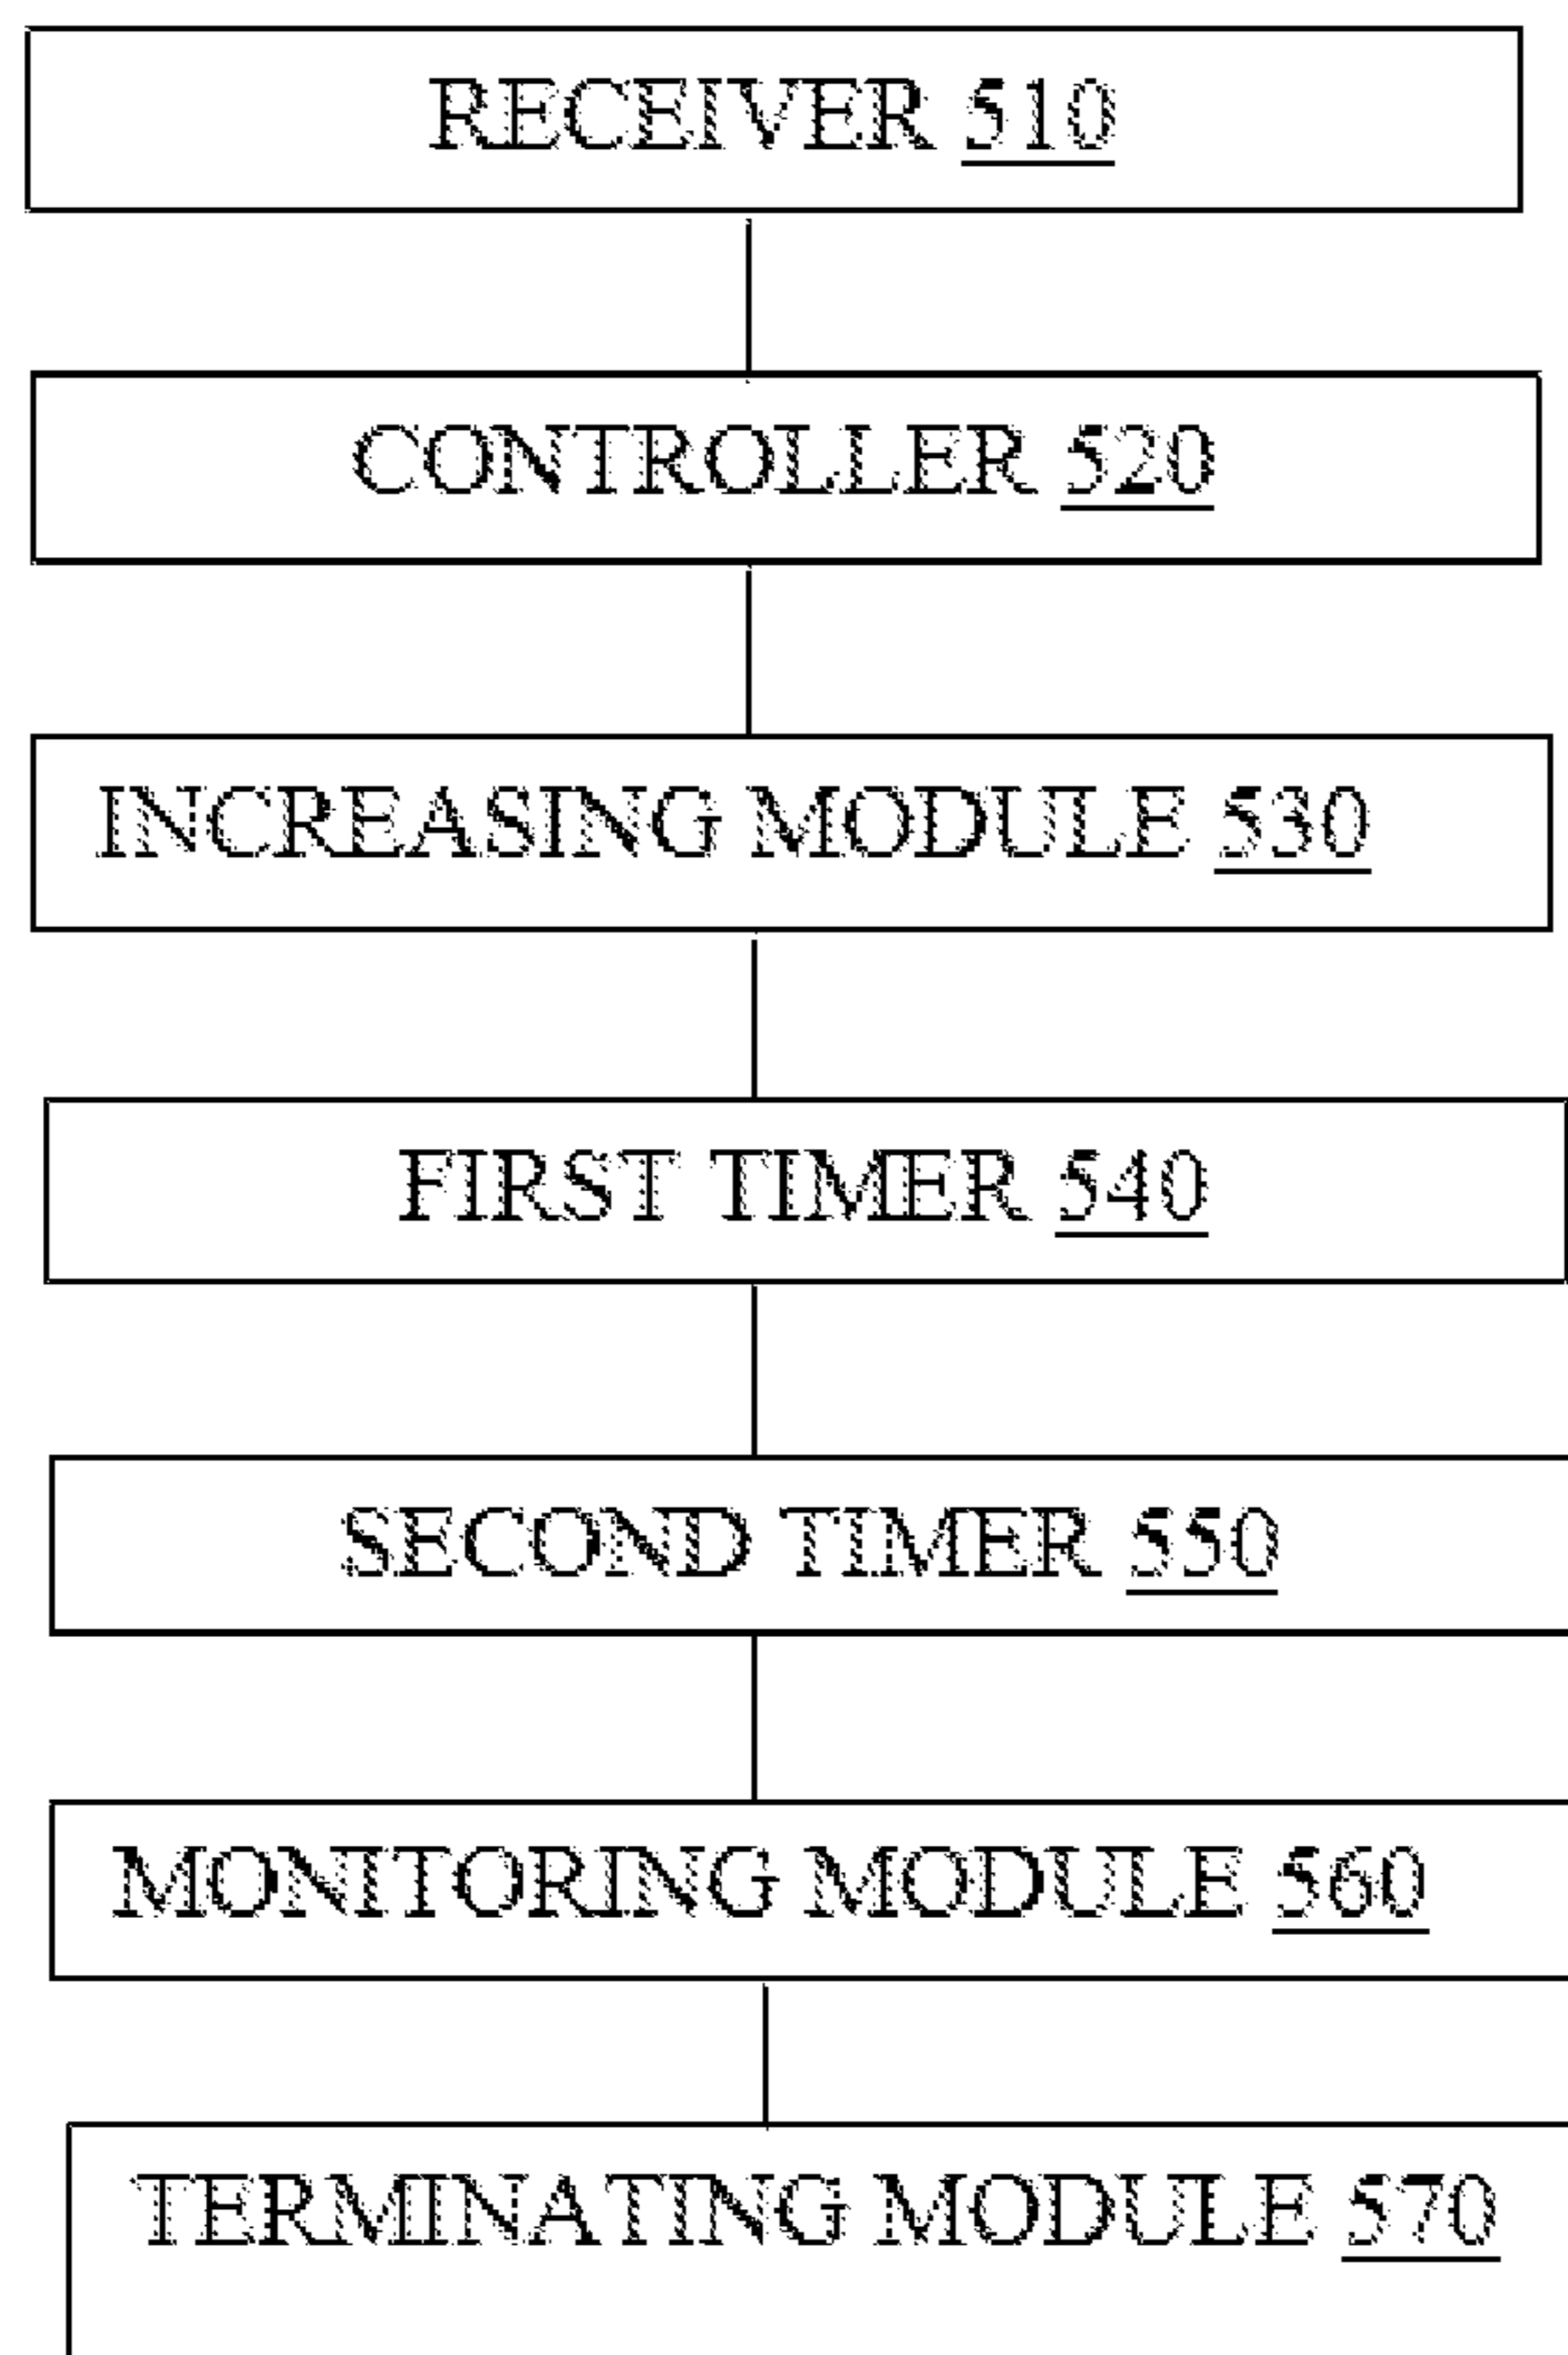 RECEIVER 510
CONTROLLER 520
INCREASING MODULE 530
FIRST TIMER 540
SECOND TIMER 550
MONITORING MODULE 560
TERMINATING MODULE 570